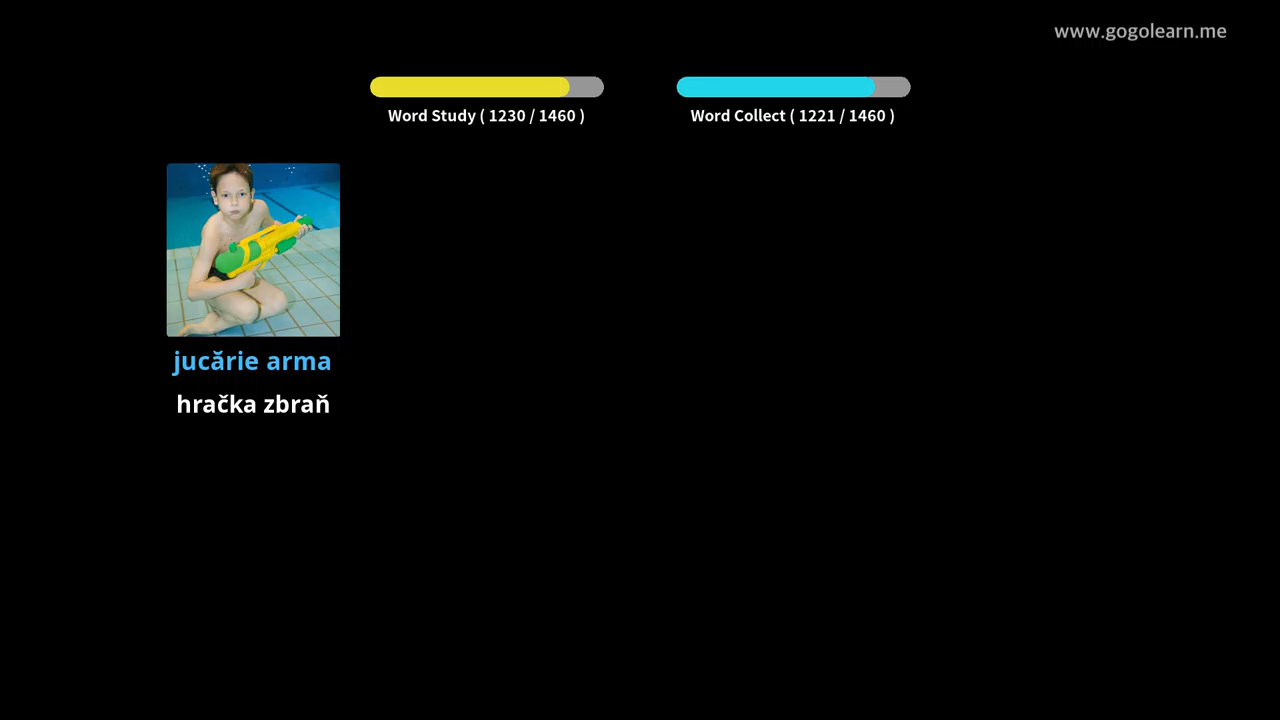 www.gogolearn.me
Word Study ( 1230 / 1460 )
Word Collect ( 1221 / 1460 )
jucărie arma
hračka zbraň